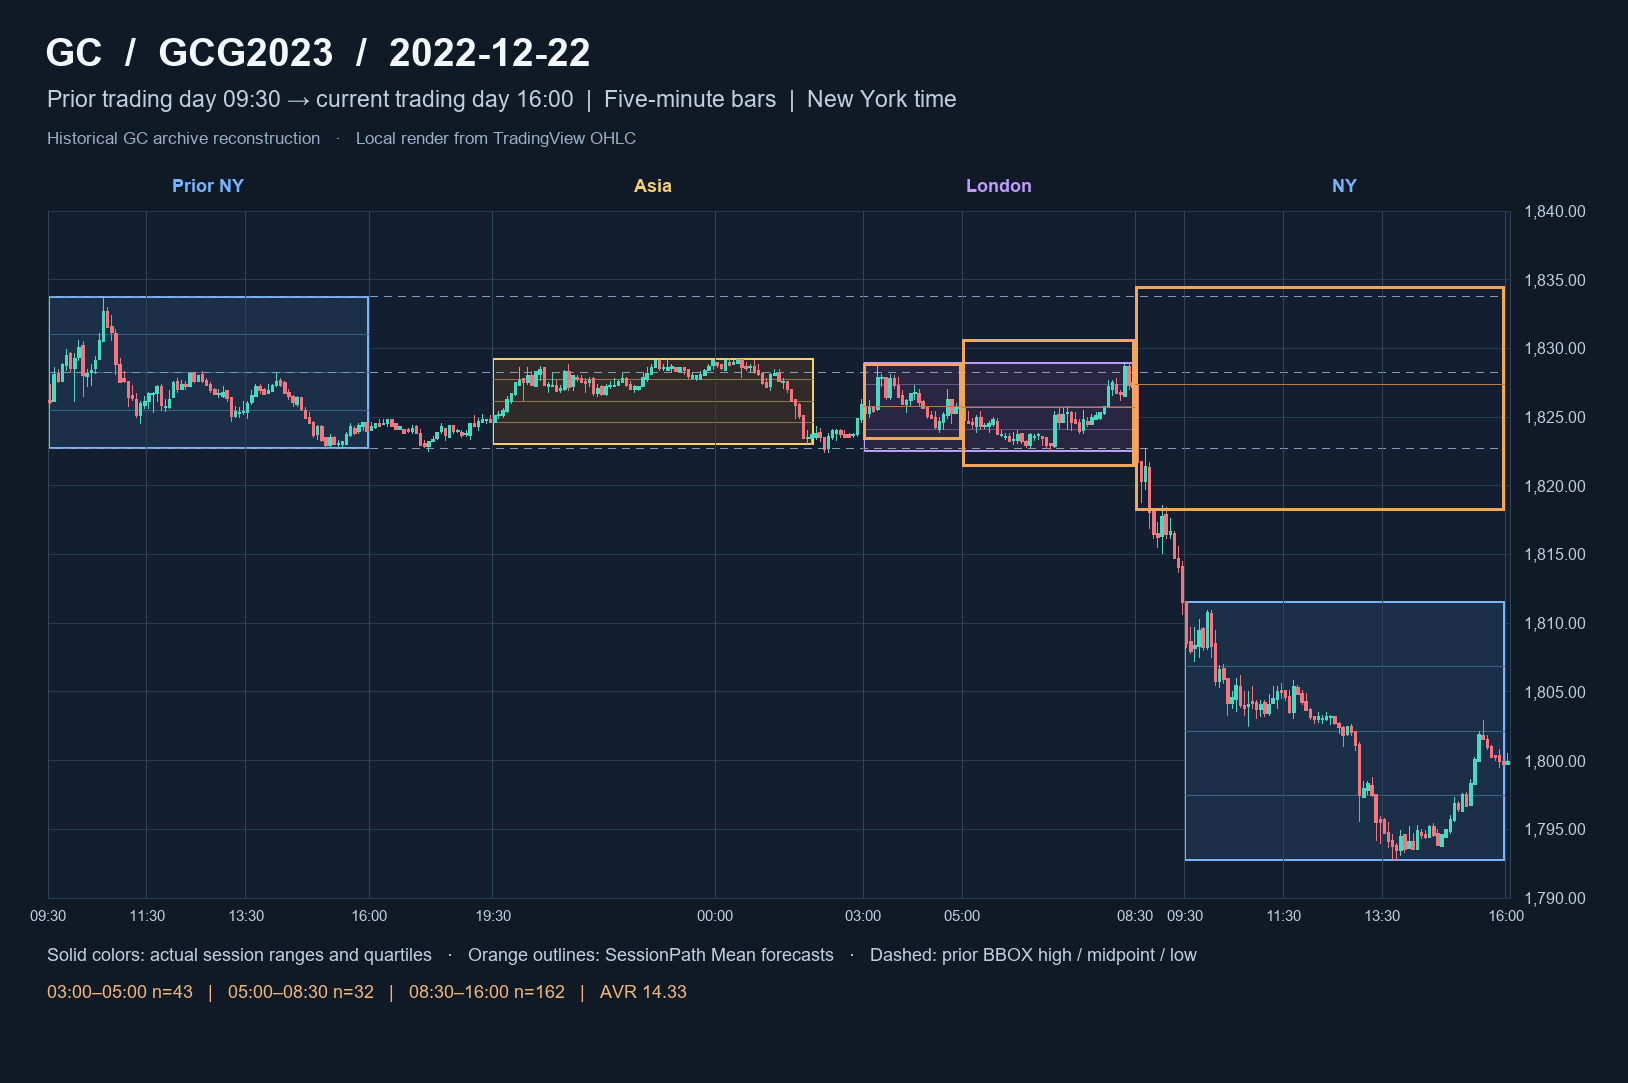 GC / GCG2023 / 2022-12-22
Prior trading day 09:30 → current trading day 16:00 | Five-minute bars | New York time
Historical GC archive reconstruction · Local render from TradingView OHLC
Prior NY Asia London NY
1,840.00
1,835.00
1,830.00
1,825.00
1,820.00
1,815.00
1,810.00
1,805.00
1,800.00
1,795.00
1,790.00
09:30 11:30 13:30 16:00 19:30 00:00 03:00 05:00 08:30 09:30 11:30 13:30 16:00
Solid colors: actual session ranges and quartiles · Orange outlines: SessionPath Mean forecasts · Dashed: prior BBOX high / midpoint / low
03:00–05:00 n=43 | 05:00–08:30 n=32 | 08:30–16:00 n=162 | AVR 14.33